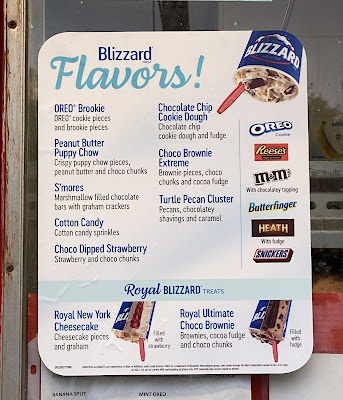 Blizzard
TREAT
Flavors!
BLIZZARD
OREO® Brookie
OREO® cookie pieces
and brookie pieces
Peanut Butter
Puppy Chow
Crispy puppy chow pieces,
peanut butter and choco chunks
S'mores
Marshmallow filled chocolate
bars with graham crackers
Cotton Candy
Cotton candy sprinkles
Choco Dipped Strawberry
Strawberry and choco chunks
Chocolate Chip
Cookie Dough
Chocolate chip
cookie dough and fudge
Choco Brownie
Extreme
Brownie pieces, choco
chunks and cocoa fudge
Turtle Pecan Cluster
Pecans, chocolatey
shavings and caramel
OREO
Cookie
Reese's
m&m's
With chocolatey topping
Butterfinger
HEATH
With fudge
SNICKERS
Royal BLIZZARD TREATS
Royal New York
Cheesecake
Cheesecake pieces
and graham
Filled
with
strawberry
Royal Ultimate
Choco Brownie
Brownies, cocoa fudge
and choco chunks
Filled
with
fudge
BANANA SPLIT
MINT OREO